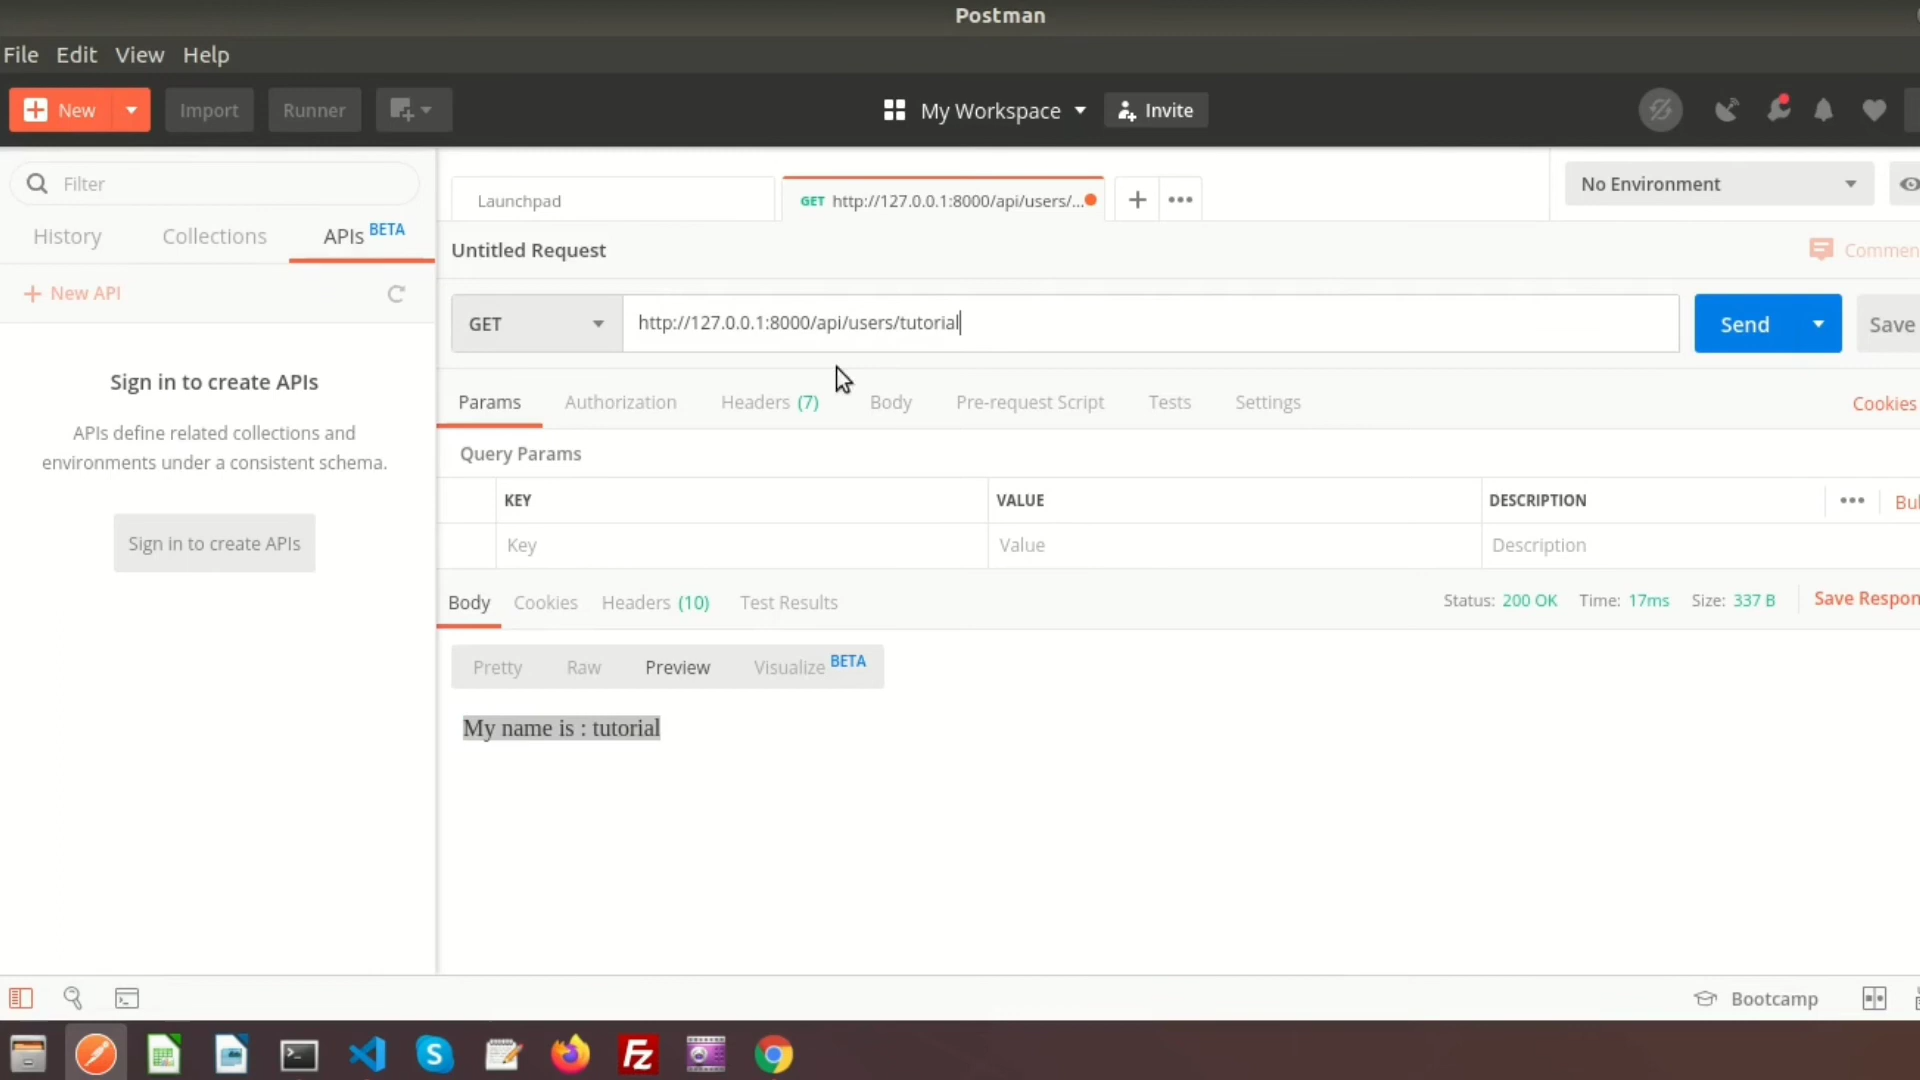 Postman
File Edit View Help
New Import Runner My Workspace Invite
Filter
History Collections APIs BETA
New API
Sign in to create APIs
APIs define related collections and
environments under a consistent schema.
Sign in to create APIs
Launchpad GET http://127.0.0.1:8000/api/users/... No Environment
Untitled Request Commen
GET http://127.0.0.1:8000/api/users/tutorial Send Save
Params Authorization Headers (7) Body Pre-request Script Tests Settings Cookies
Query Params
KEY VALUE DESCRIPTION Bul
Key Value Description
Body Cookies Headers (10) Test Results Status: 200 OK Time: 17ms Size: 337 B Save Respon
Pretty Raw Preview Visualize BETA
My name is : tutorial
Bootcamp